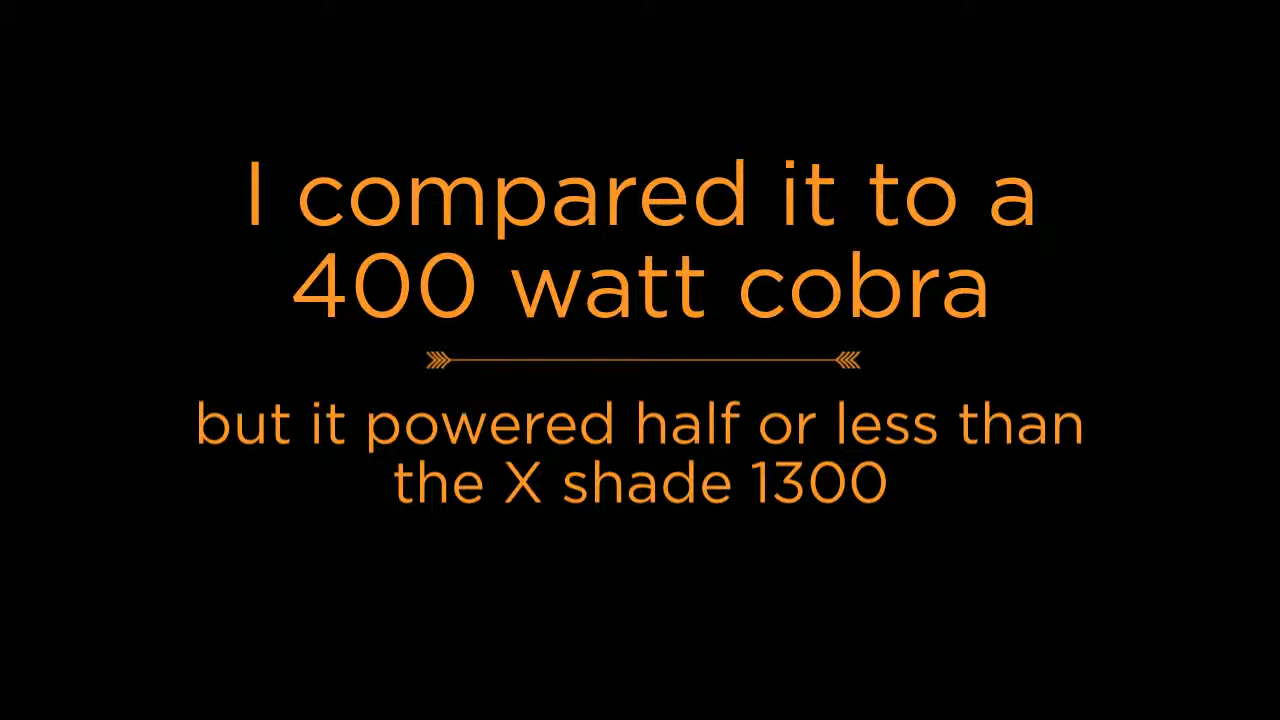 I compared it to a
400 watt cobra
but it powered half or less than
the X shade 1300